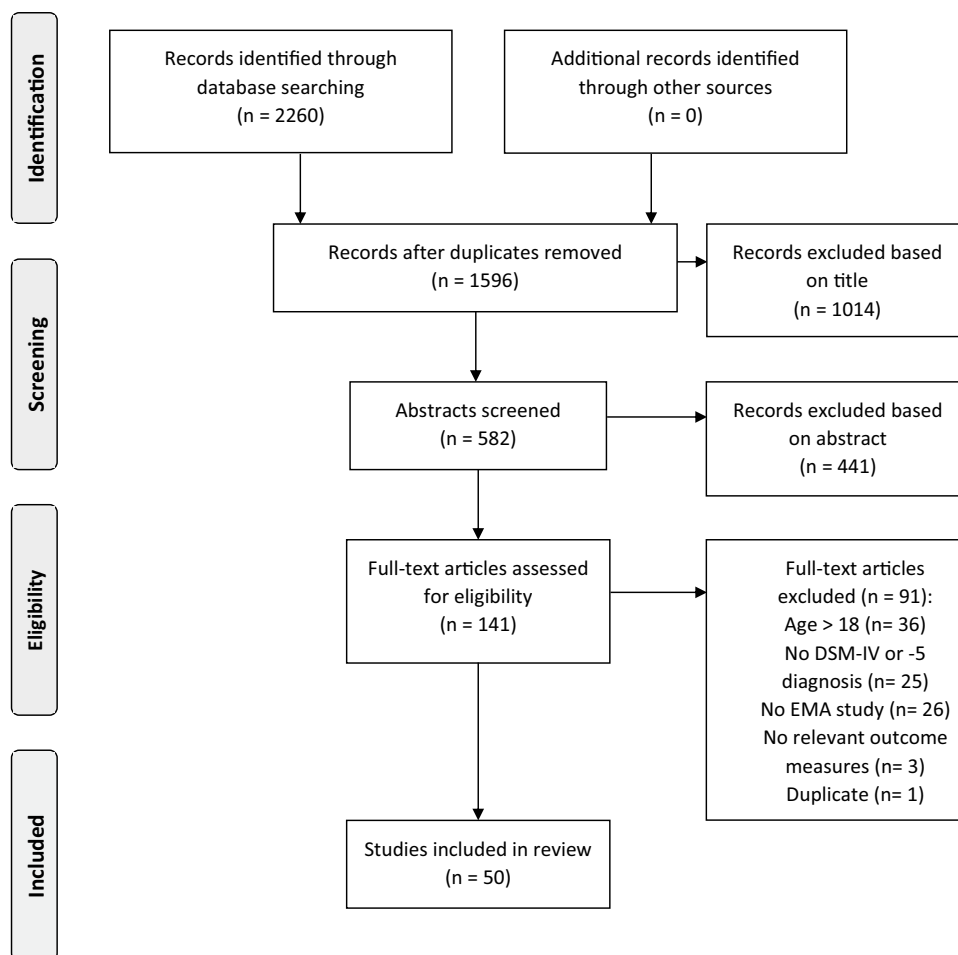 Identification
Records identified through
database searching
(n = 2260)
Additional records identified
through other sources
(n = 0)
Screening
Records after duplicates removed
(n = 1596)
Records excluded based
on title
(n = 1014)
Abstracts screened
(n = 582)
Records excluded based
on abstract
(n = 441)
Eligibility
Full-text articles assessed
for eligibility
(n = 141)
Full-text articles
excluded (n = 91):
Age > 18 (n= 36)
No DSM-IV or -5
diagnosis (n= 25)
No EMA study (n= 26)
No relevant outcome
measures (n= 3)
Duplicate (n= 1)
Included
Studies included in review
(n = 50)